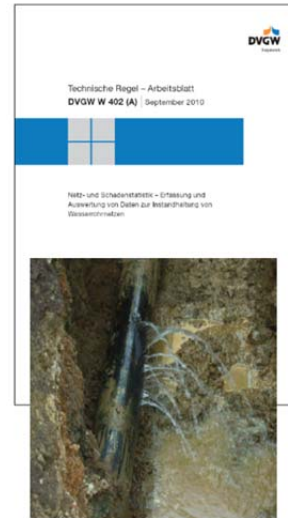 DVGW
Technische Regel – Arbeitsblatt
DVGW W 402 (A) | September 2010
Netz- und Schadenstatistik – Erfassung und
Auswertung von Daten zur Instandhaltung von
Wasserrohrnetzen